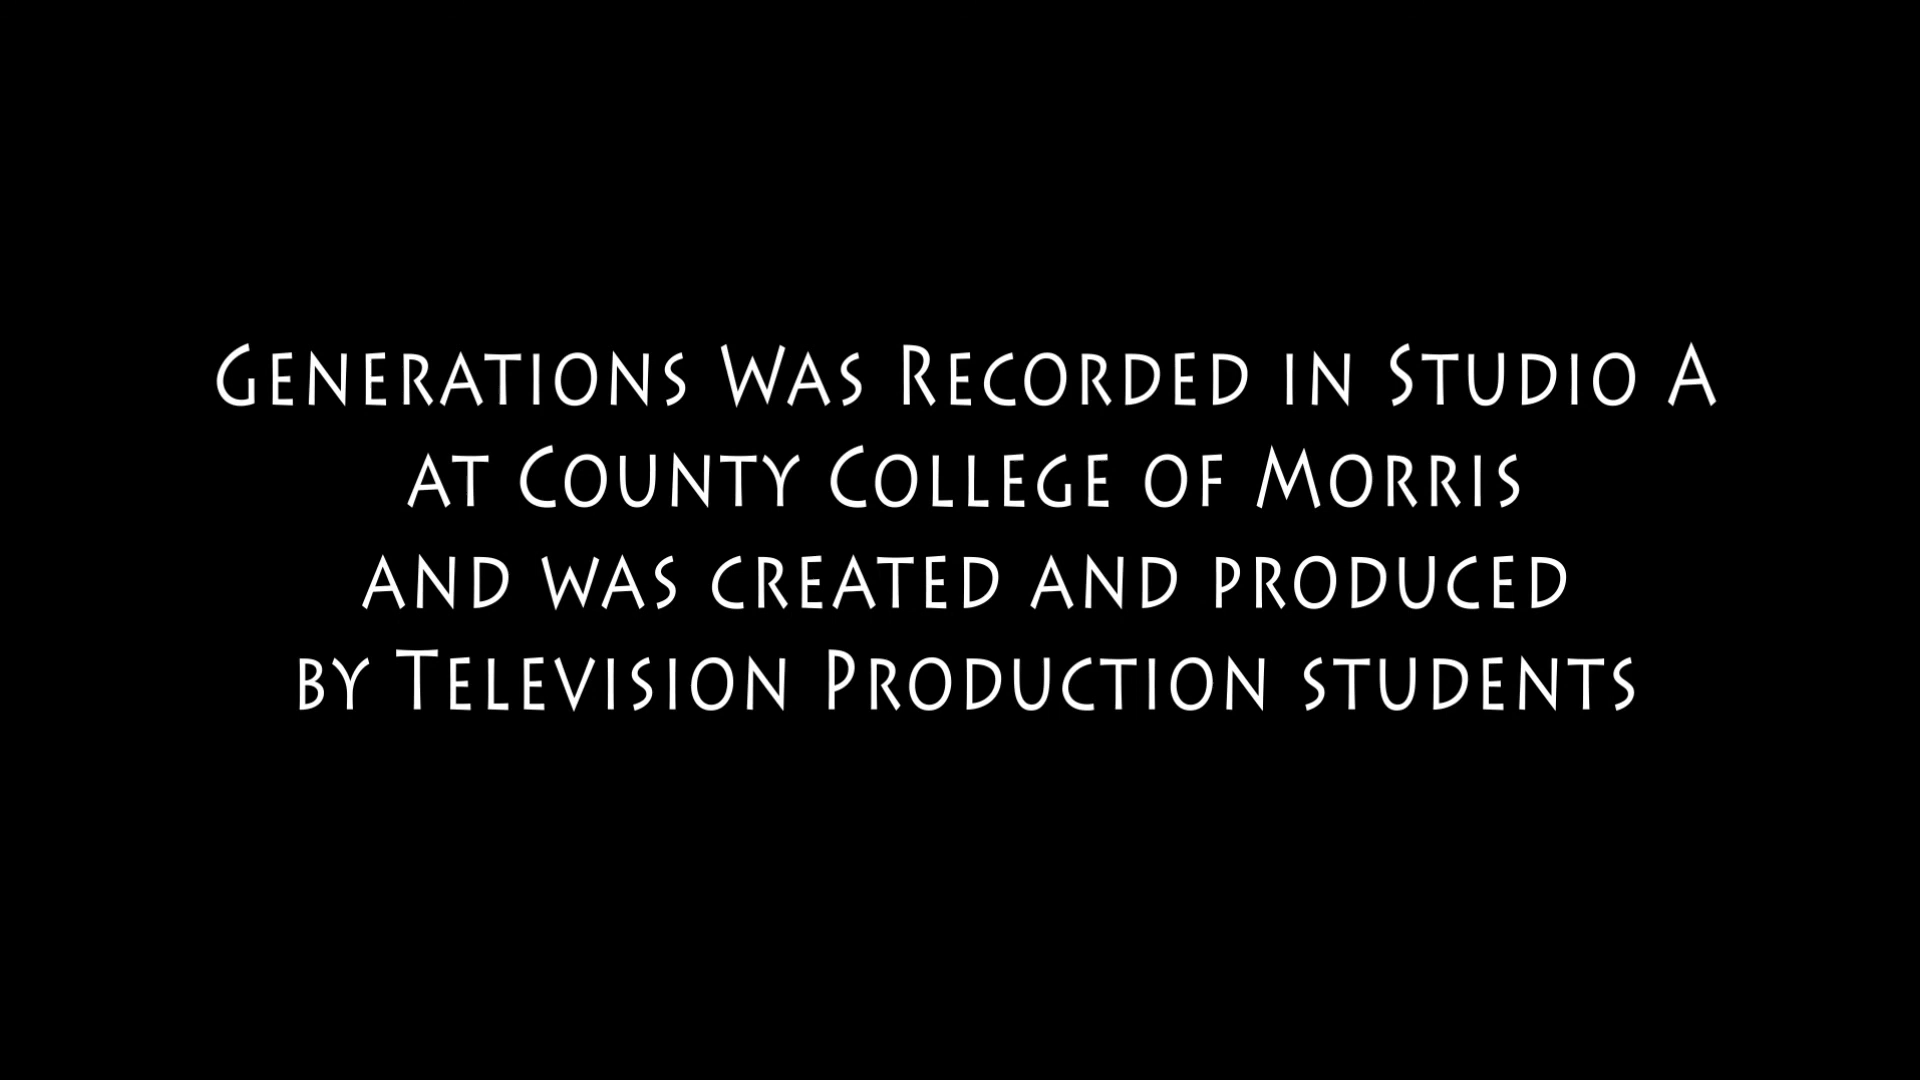 Generations Was Recorded in Studio A
at County College of Morris
and was created and produced
by Television Production students